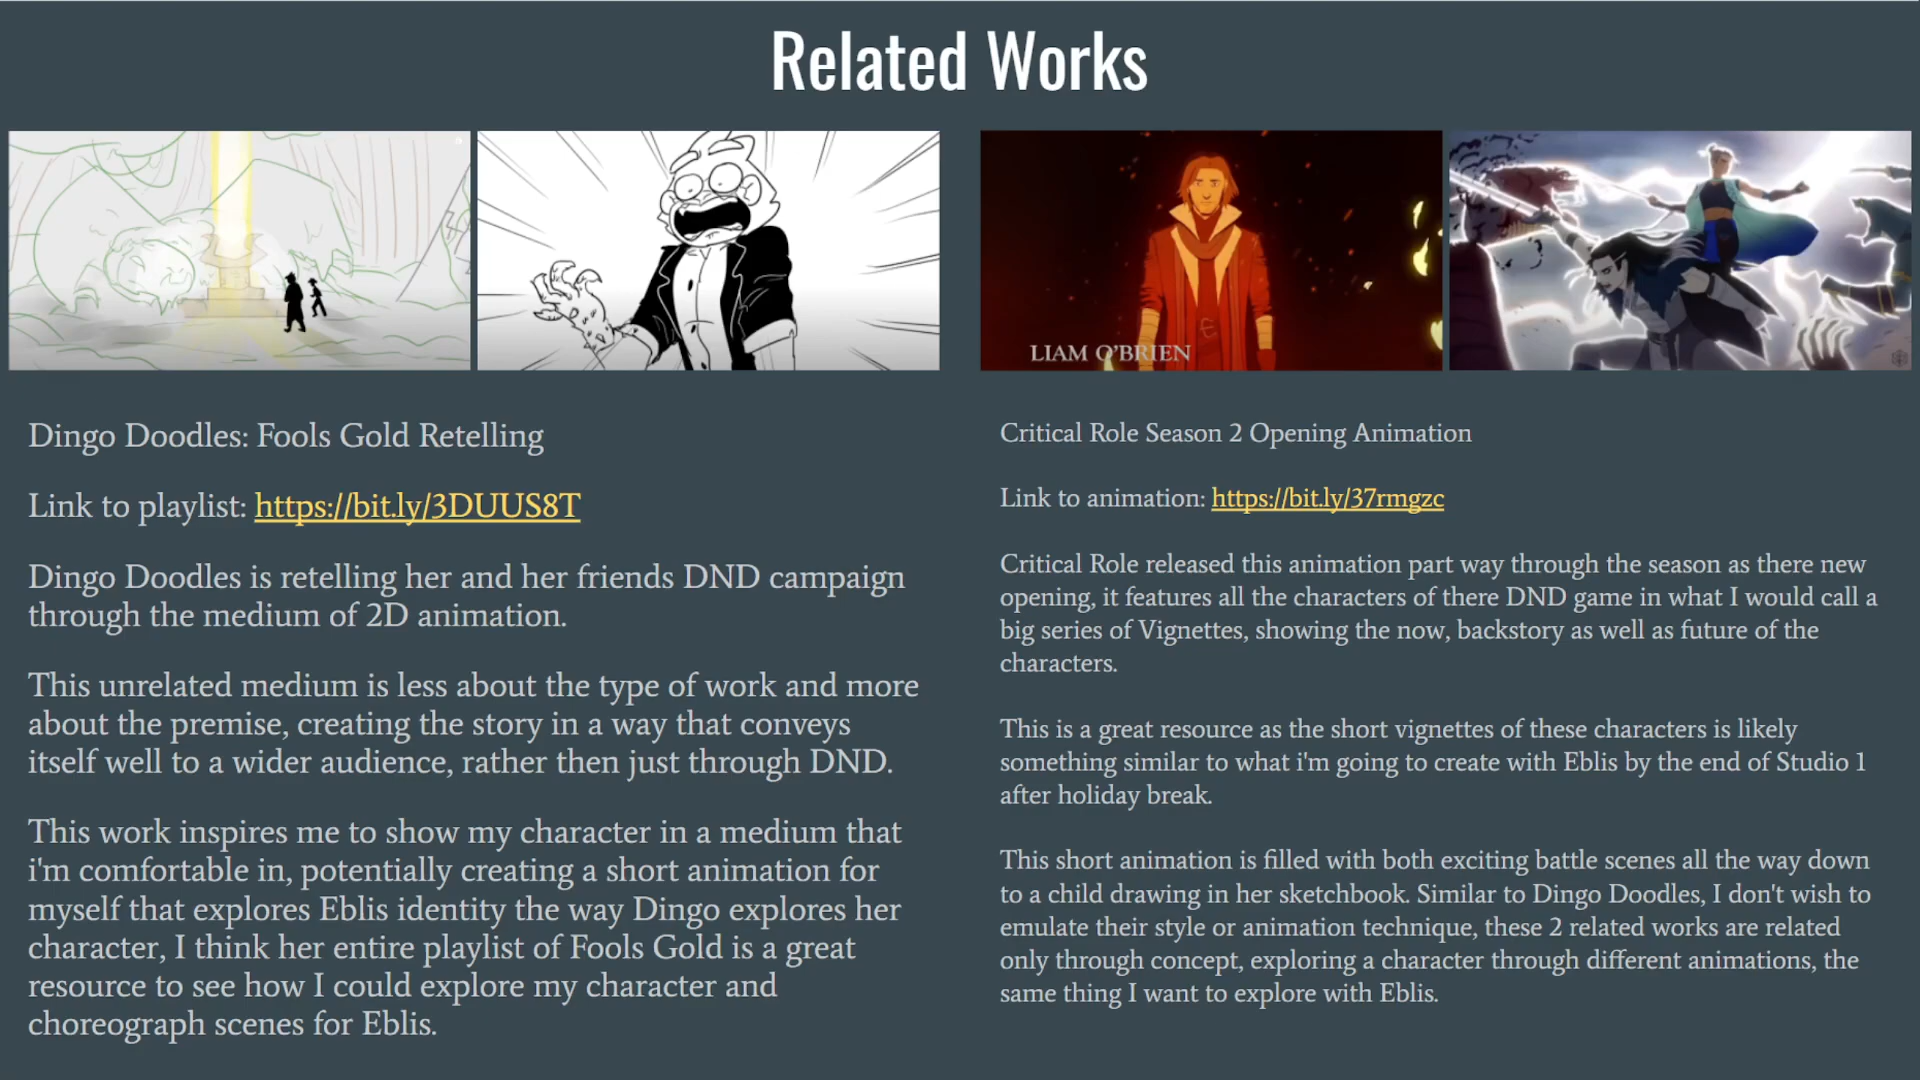 Related Works
LIAM O'BRIEN
Dingo Doodles: Fools Gold Retelling
Link to playlist: https://bit.ly/3DUUS8T
Dingo Doodles is retelling her and her friends DND campaign
through the medium of 2D animation.
This unrelated medium is less about the type of work and more
about the premise, creating the story in a way that conveys
itself well to a wider audience, rather then just through DND.
This work inspires me to show my character in a medium that
i'm comfortable in, potentially creating a short animation for
myself that explores Eblis identity the way Dingo explores her
character, I think her entire playlist of Fools Gold is a great
resource to see how I could explore my character and
choreograph scenes for Eblis.
Critical Role Season 2 Opening Animation
Link to animation: https://bit.ly/37rmgzc
Critical Role released this animation part way through the season as there new
opening, it features all the characters of there DND game in what I would call a
big series of Vignettes, showing the now, backstory as well as future of the
characters.
This is a great resource as the short vignettes of these characters is likely
something similar to what i'm going to create with Eblis by the end of Studio 1
after holiday break.
This short animation is filled with both exciting battle scenes all the way down
to a child drawing in her sketchbook. Similar to Dingo Doodles, I don't wish to
emulate their style or animation technique, these 2 related works are related
only through concept, exploring a character through different animations, the
same thing I want to explore with Eblis.